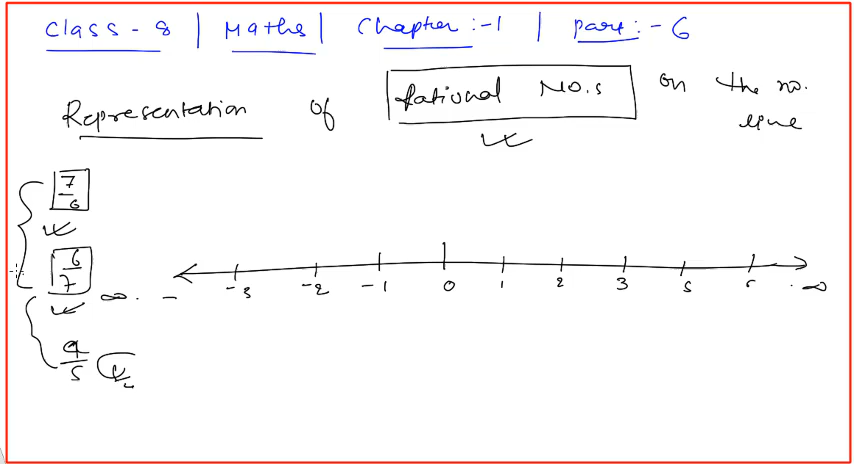 Class - 8 | Maths | Chapter :- 1 | Part :- 6
Representation of Rational No.s on the no.
line
7/6
6/7
- ∞ -3 -2 -1 0 1 2 3 5 6 ∞
9/5